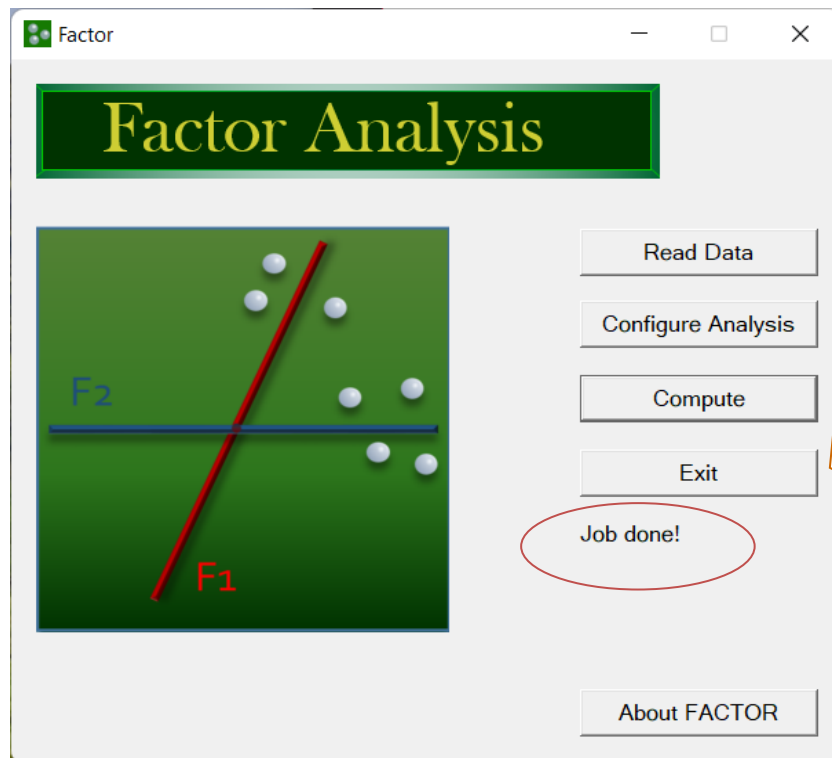 Factor
Factor Analysis
Read Data
Configure Analysis
F2
Compute
Exit
Job done!
F1
About FACTOR